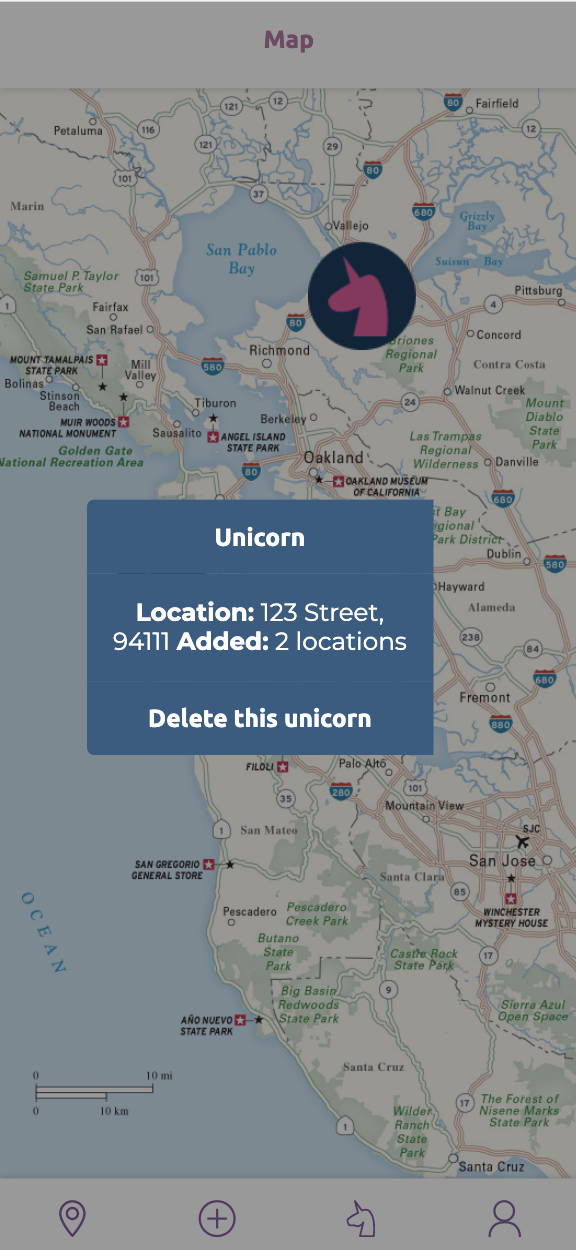 Map
80
Fairfield
121
12
Petaluma
116
12
121
29
80
101
37
Marin
680
Grizzly
Bay
Vallejo
San Pablo
Bay
Suisun Bay
Samuel P. Taylor
State Park
101
Pittsburg
1
4
Fairfax
80
San Rafael
Concord
Briones
Regional
Park
Richmond
MOUNT TAMALPAIS
STATE PARK
580
Contra Costa
Mill
Valley
Bolinas
Walnut Creek
Stinson
Beach
Tiburon
24
Mount
Diablo
State
Park
MUIR WOODS
NATIONAL MONUMENT
Berkeley
Sausalito
ANGEL ISLAND
STATE PARK
Las Trampas
Regional
Wilderness
Golden Gate
National Recreation Area
Oakland
Danville
80
OAKLAND MUSEUM
OF CALIFORNIA
680
st Bay
egional
Park District
Unicorn
Dublin
580
Hayward
Location: 123 Street,
94111 Added: 2 locations
Alameda
238
84
680
Fremont
Delete this unicorn
880
FILOLI
Palo Alto
280
101
35
Mountain View
1
San Mateo
SJC
San Jose
SAN GREGORIO
GENERAL STORE
Santa Clara
85
WINCHESTER
MYSTERY HOUSE
Pescadero
Pescadero
Creek Park
OCEAN
Butano
State
Park
Castle Rock
State Park
17
Big Basin
Redwoods
State Park
9
Sierra Azul
Open Space
AÑO NUEVO
STATE PARK
0
10 mi
Santa Cruz
0
10 km
17
The Forest of
Nisene Marks
State Park
1
Wilder
Ranch
State
Park
Santa Cruz